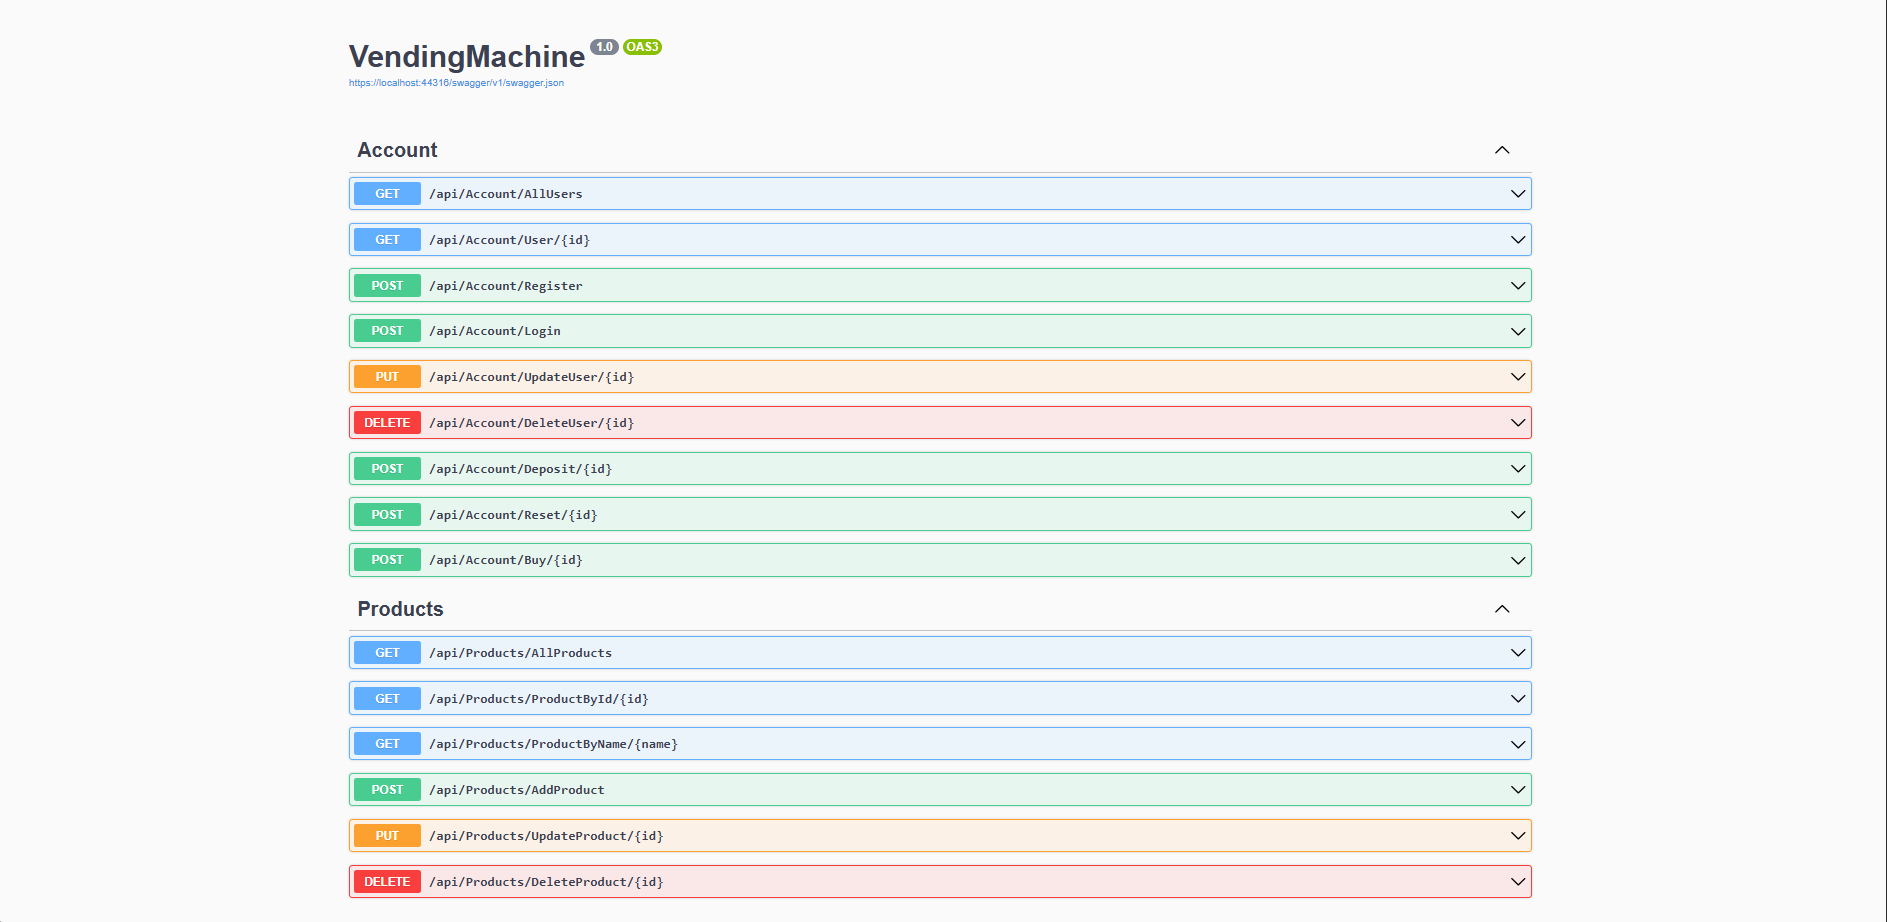 VendingMachine 1.0 OAS3
https://localhost:44316/swagger/v1/swagger.json
Account
GET /api/Account/AllUsers
GET /api/Account/User/{id}
POST /api/Account/Register
POST /api/Account/Login
PUT /api/Account/UpdateUser/{id}
DELETE /api/Account/DeleteUser/{id}
POST /api/Account/Deposit/{id}
POST /api/Account/Reset/{id}
POST /api/Account/Buy/{id}
Products
GET /api/Products/AllProducts
GET /api/Products/ProductById/{id}
GET /api/Products/ProductByName/{name}
POST /api/Products/AddProduct
PUT /api/Products/UpdateProduct/{id}
DELETE /api/Products/DeleteProduct/{id}